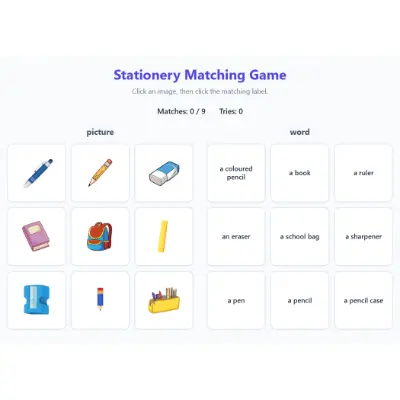 Stationery Matching Game
Click an image, then click the matching label.
Matches: 0 / 9 Tries: 0
picture
word
a coloured
pencil
a book
a ruler
an eraser
a school bag
a sharpener
a pen
a pencil
a pencil case